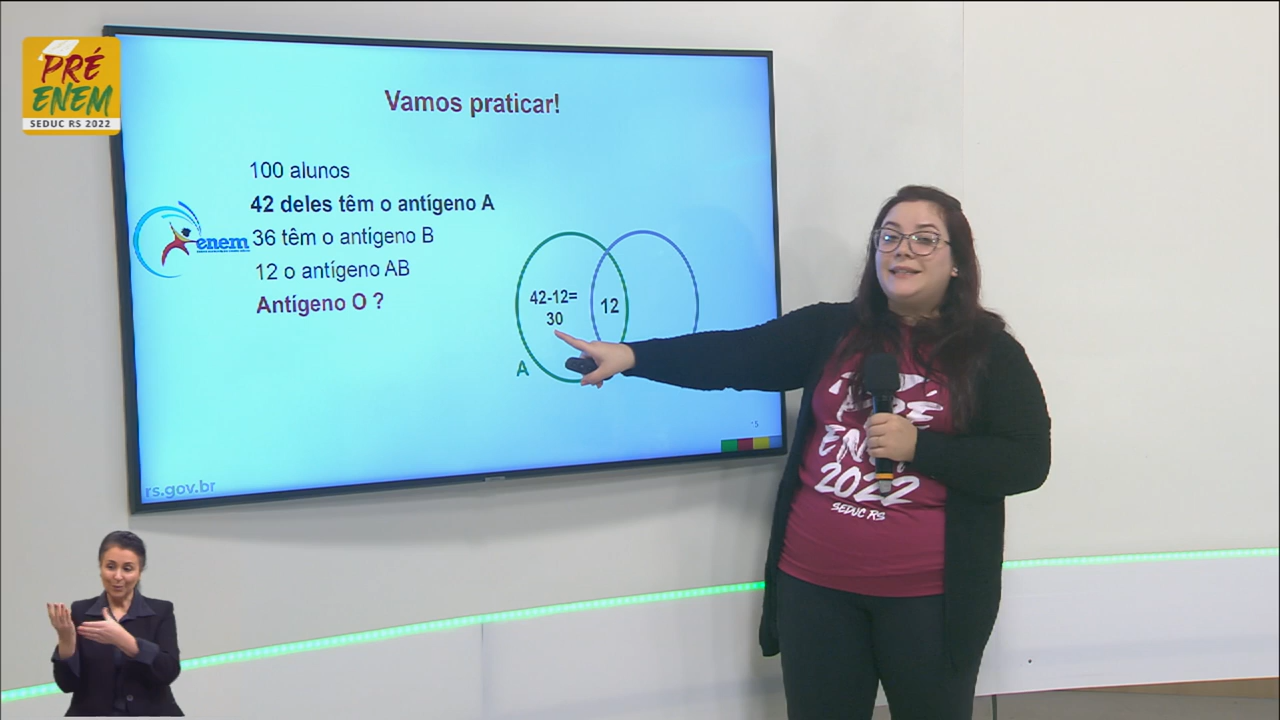 PRÉ
ENEM
SEDUC RS 2022
Vamos praticar!
100 alunos
42 deles têm o antígeno A
enem
36 têm o antígeno B
12 o antígeno AB
Antígeno O ?
42-12=
30
12
A
rs.gov.br
PRÉ
ENEM
2022
SEDUC RS